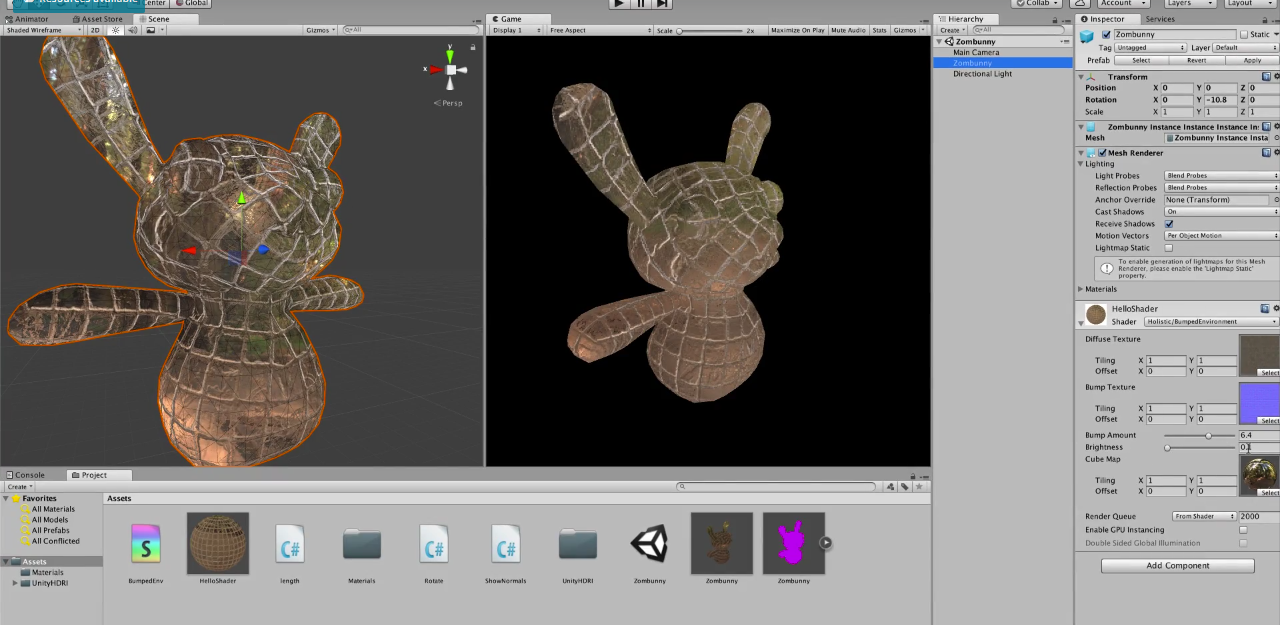 Resources available
Center
Global
Collab
Account
Layers
Layout
Animator
Asset Store
Scene
Shaded Wireframe
2D
Gizmos
All
y
x
Persp
Game
Display 1
Free Aspect
Scale
2x
Maximize On Play
Mute Audio
Stats
Gizmos
Hierarchy
Create
All
Zombunny
Main Camera
Zombunny
Directional Light
Inspector
Services
Zombunny
Static
Tag Untagged Layer Default
Prefab Select Revert Apply
Transform
Position X 0 Y 0 Z 0
Rotation X 0 Y -10.8 Z 0
Scale X 1 Y 1 Z 1
Zombunny Instance Instance Instance Ins
Mesh Zombunny Instance Insta
Mesh Renderer
Lighting
Light Probes Blend Probes
Reflection Probes Blend Probes
Anchor Override None (Transform)
Cast Shadows On
Receive Shadows
Motion Vectors Per Object Motion
Lightmap Static
To enable generation of lightmaps for this Mesh
Renderer, please enable the 'Lightmap Static'
property.
Materials
HelloShader
Shader Holistic/BumpedEnvironment
Diffuse Texture
Tiling X 1 Y 1
Offset X 0 Y 0
Select
Bump Texture
Tiling X 1 Y 1
Offset X 0 Y 0
Select
Bump Amount 6.4
Brightness
Cube Map
Tiling X 1 Y 1
Offset X 0 Y 0
Select
Render Queue From Shader 2000
Enable GPU Instancing
Double Sided Global Illumination
Add Component
Console
Project
Create
Favorites
All Materials
All Models
All Prefabs
All Conflicted
Assets
Materials
UnityHDRI
Assets
S
C#
C#
C#
BumpedEnv
HelloShader
length
Materials
Rotate
ShowNormals
UnityHDRI
Zombunny
Zombunny
Zombunny